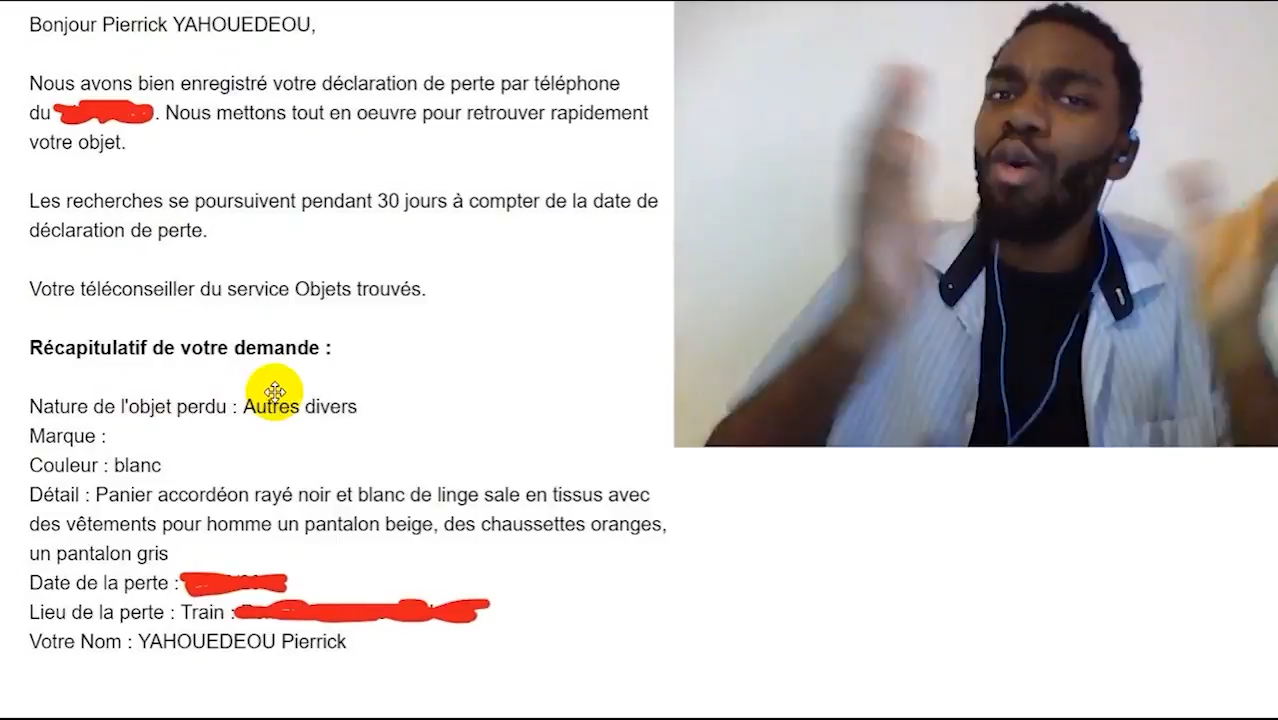 Bonjour Pierrick YAHOUEDEOU,
Nous avons bien enregistré votre déclaration de perte par téléphone
du . Nous mettons tout en oeuvre pour retrouver rapidement
votre objet.
Les recherches se poursuivent pendant 30 jours à compter de la date de
déclaration de perte.
Votre téléconseiller du service Objets trouvés.
Récapitulatif de votre demande :
Nature de l'objet perdu : Autres divers
Marque :
Couleur : blanc
Détail : Panier accordéon rayé noir et blanc de linge sale en tissus avec
des vêtements pour homme un pantalon beige, des chaussettes oranges,
un pantalon gris
Date de la perte :
Lieu de la perte : Train :
Votre Nom : YAHOUEDEOU Pierrick